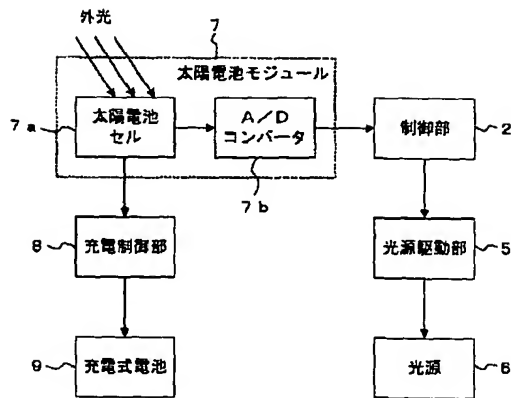 外光
7
太陽電池モジュール
7a
太陽電池
セル
A/D
コンバータ
7b
制御部
2
8
充電制御部
光源駆動部
5
9
充電式電池
光源
6